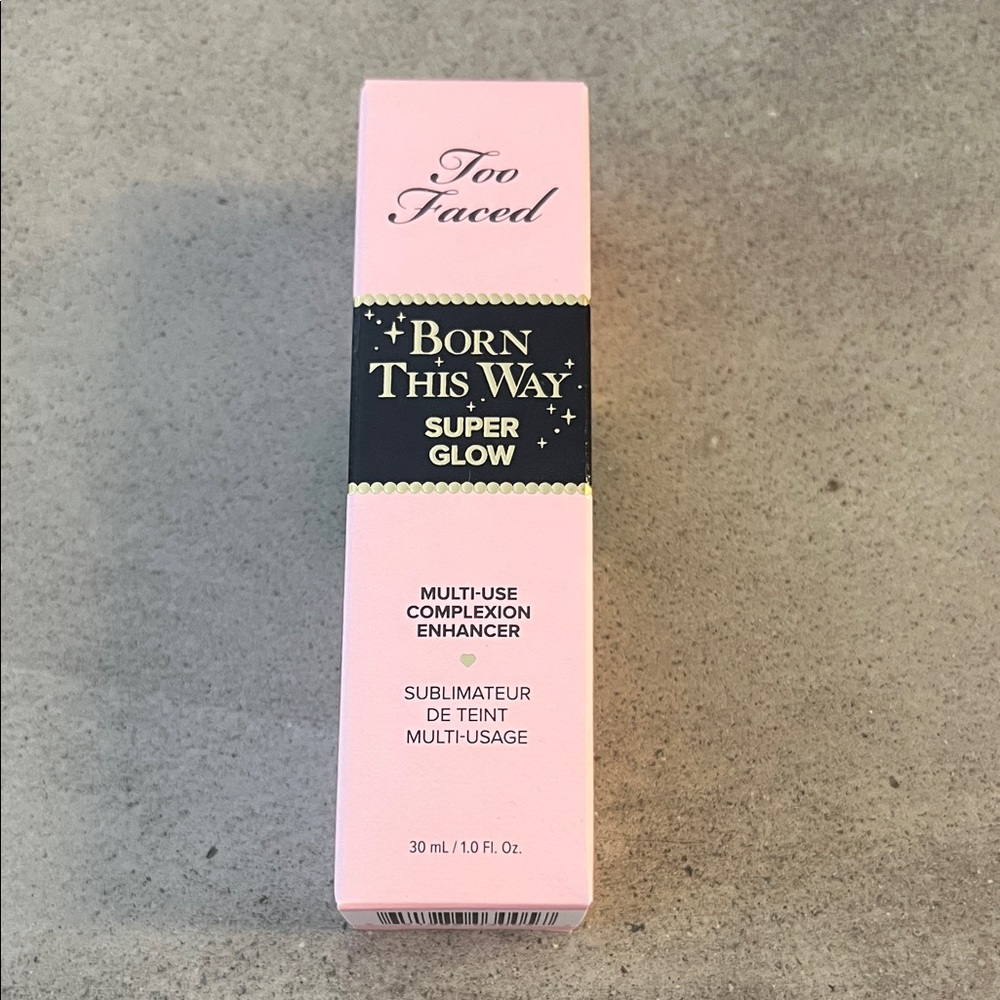 Too
Faced
BORN
THIS WAY
SUPER
GLOW
MULTI-USE
COMPLEXION
ENHANCER
SUBLIMATEUR
DE TEINT
MULTI-USAGE
30 mL / 1.0 Fl. Oz.